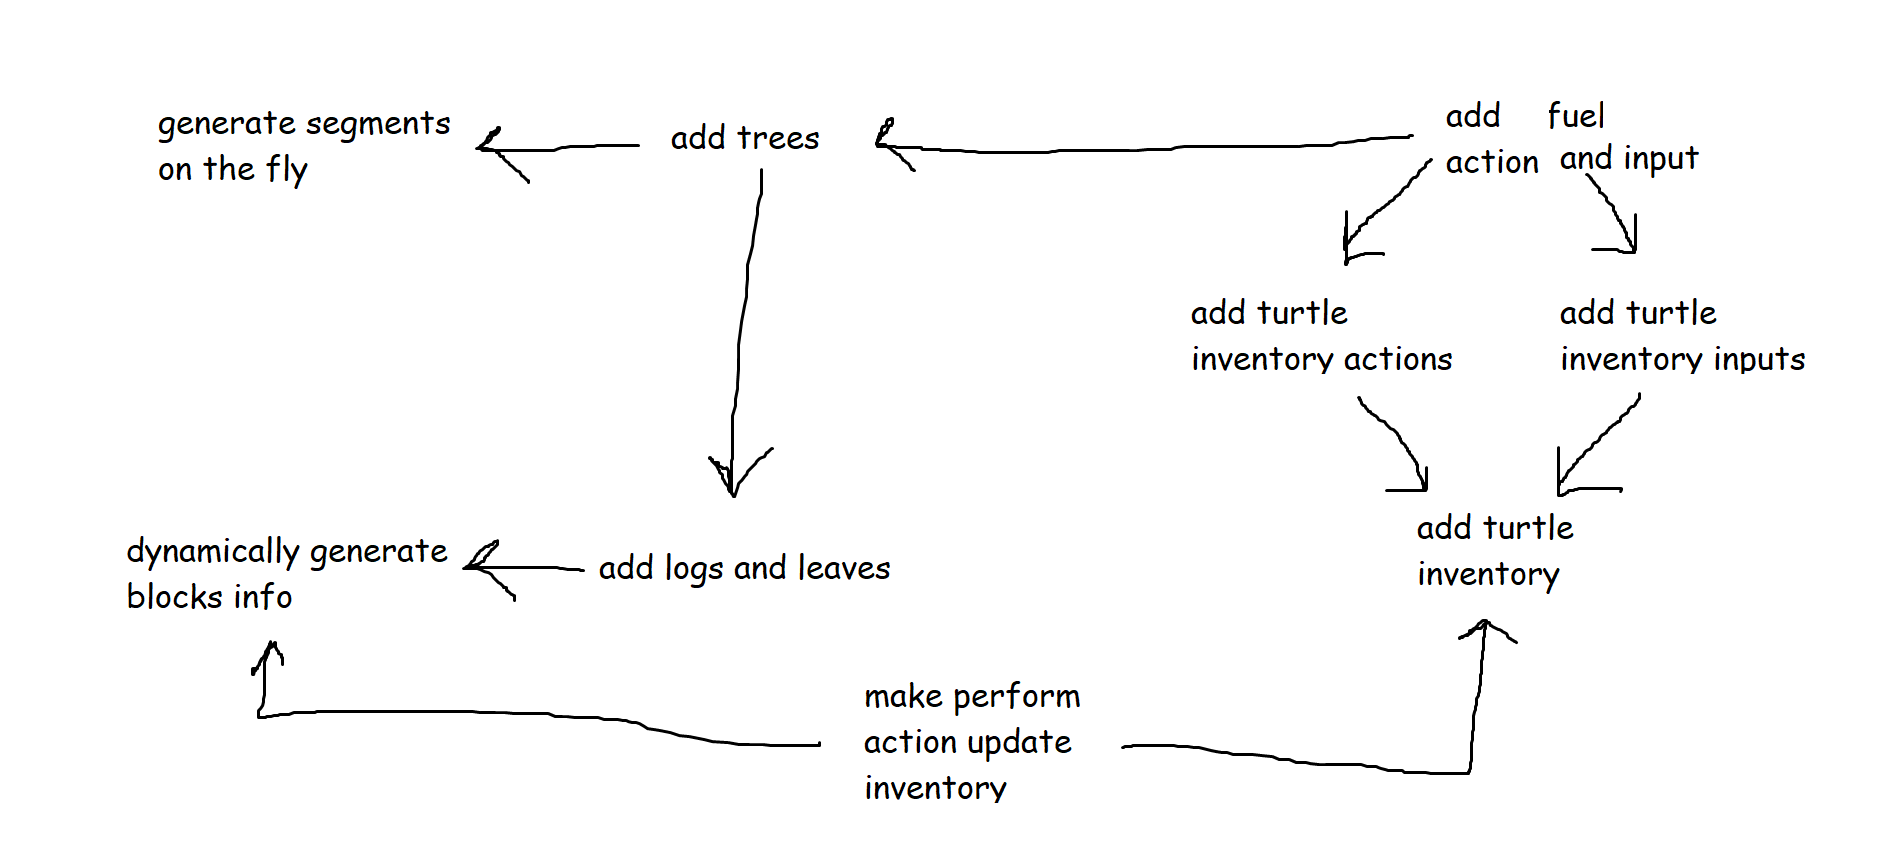 generate segments
on the fly
add trees
add fuel
action and input
add turtle
inventory actions
add turtle
inventory inputs
add turtle
inventory
dynamically generate
blocks info
add logs and leaves
make perform
action update
inventory